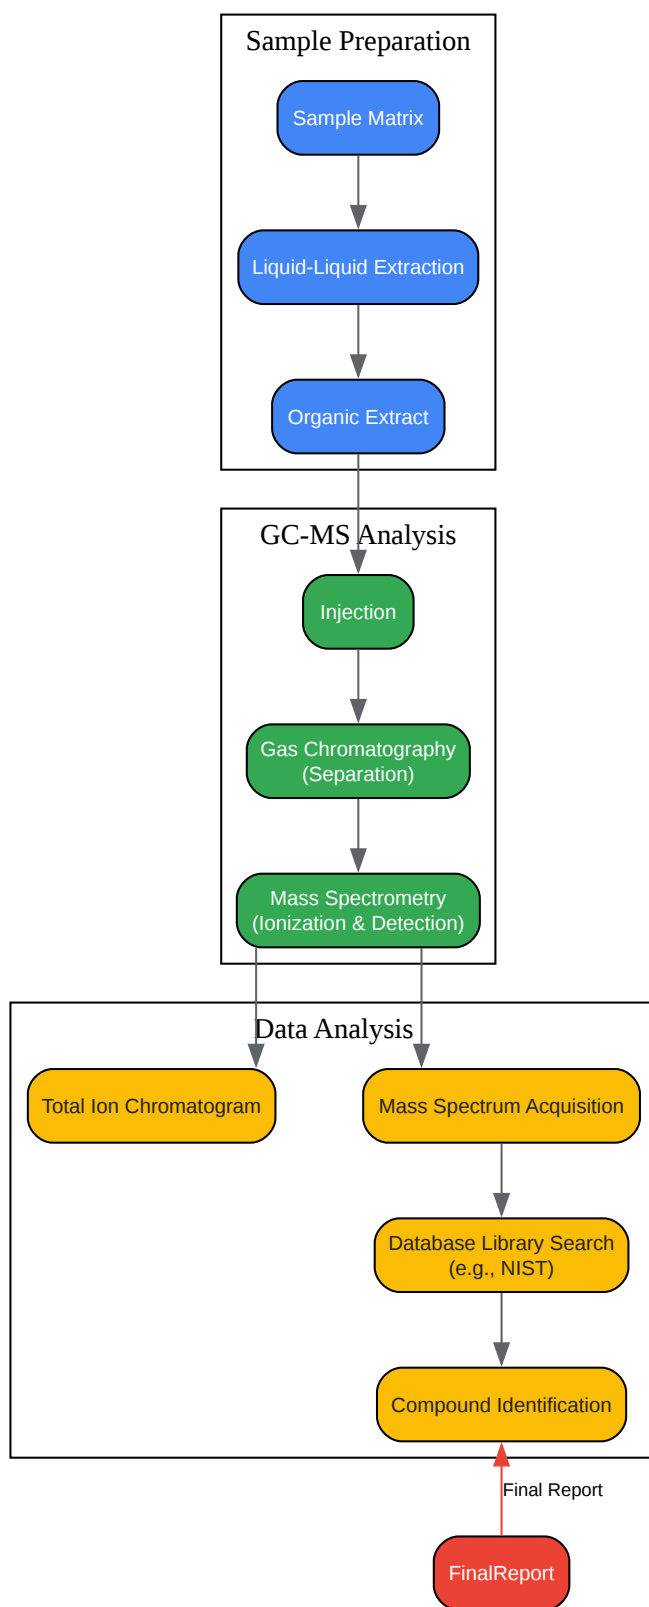 Sample Preparation
Sample Matrix
Liquid-Liquid Extraction
Organic Extract
GC-MS Analysis
Injection
Gas Chromatography
(Separation)
Mass Spectrometry
(Ionization & Detection)
Data Analysis
Total Ion Chromatogram
Mass Spectrum Acquisition
Database Library Search
(e.g., NIST)
Compound Identification
Final Report
FinalReport